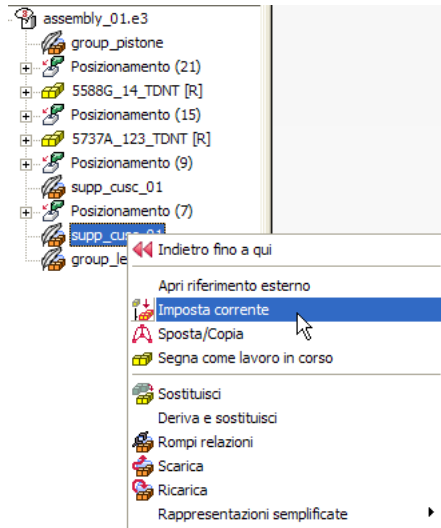 assembly_01.e3
group_pistone
Posizionamento (21)
5588G_14_TDNT [R]
Posizionamento (15)
5737A_123_TDNT [R]
Posizionamento (9)
supp_cusc_01
Posizionamento (7)
supp_cusc_01
Indietro fino a qui
group_le
Apri riferimento esterno
Imposta corrente
Sposta/Copia
Segna come lavoro in corso
Sostituisci
Deriva e sostituisci
Rompi relazioni
Scarica
Ricarica
Rappresentazioni semplificate